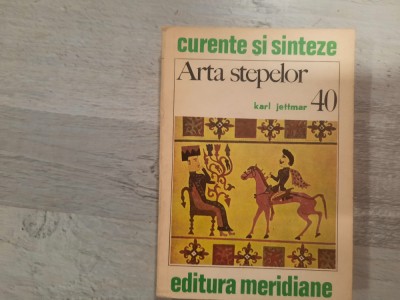 curente și sinteze
Arta stepelor
karl jettmar 40
editura meridiane